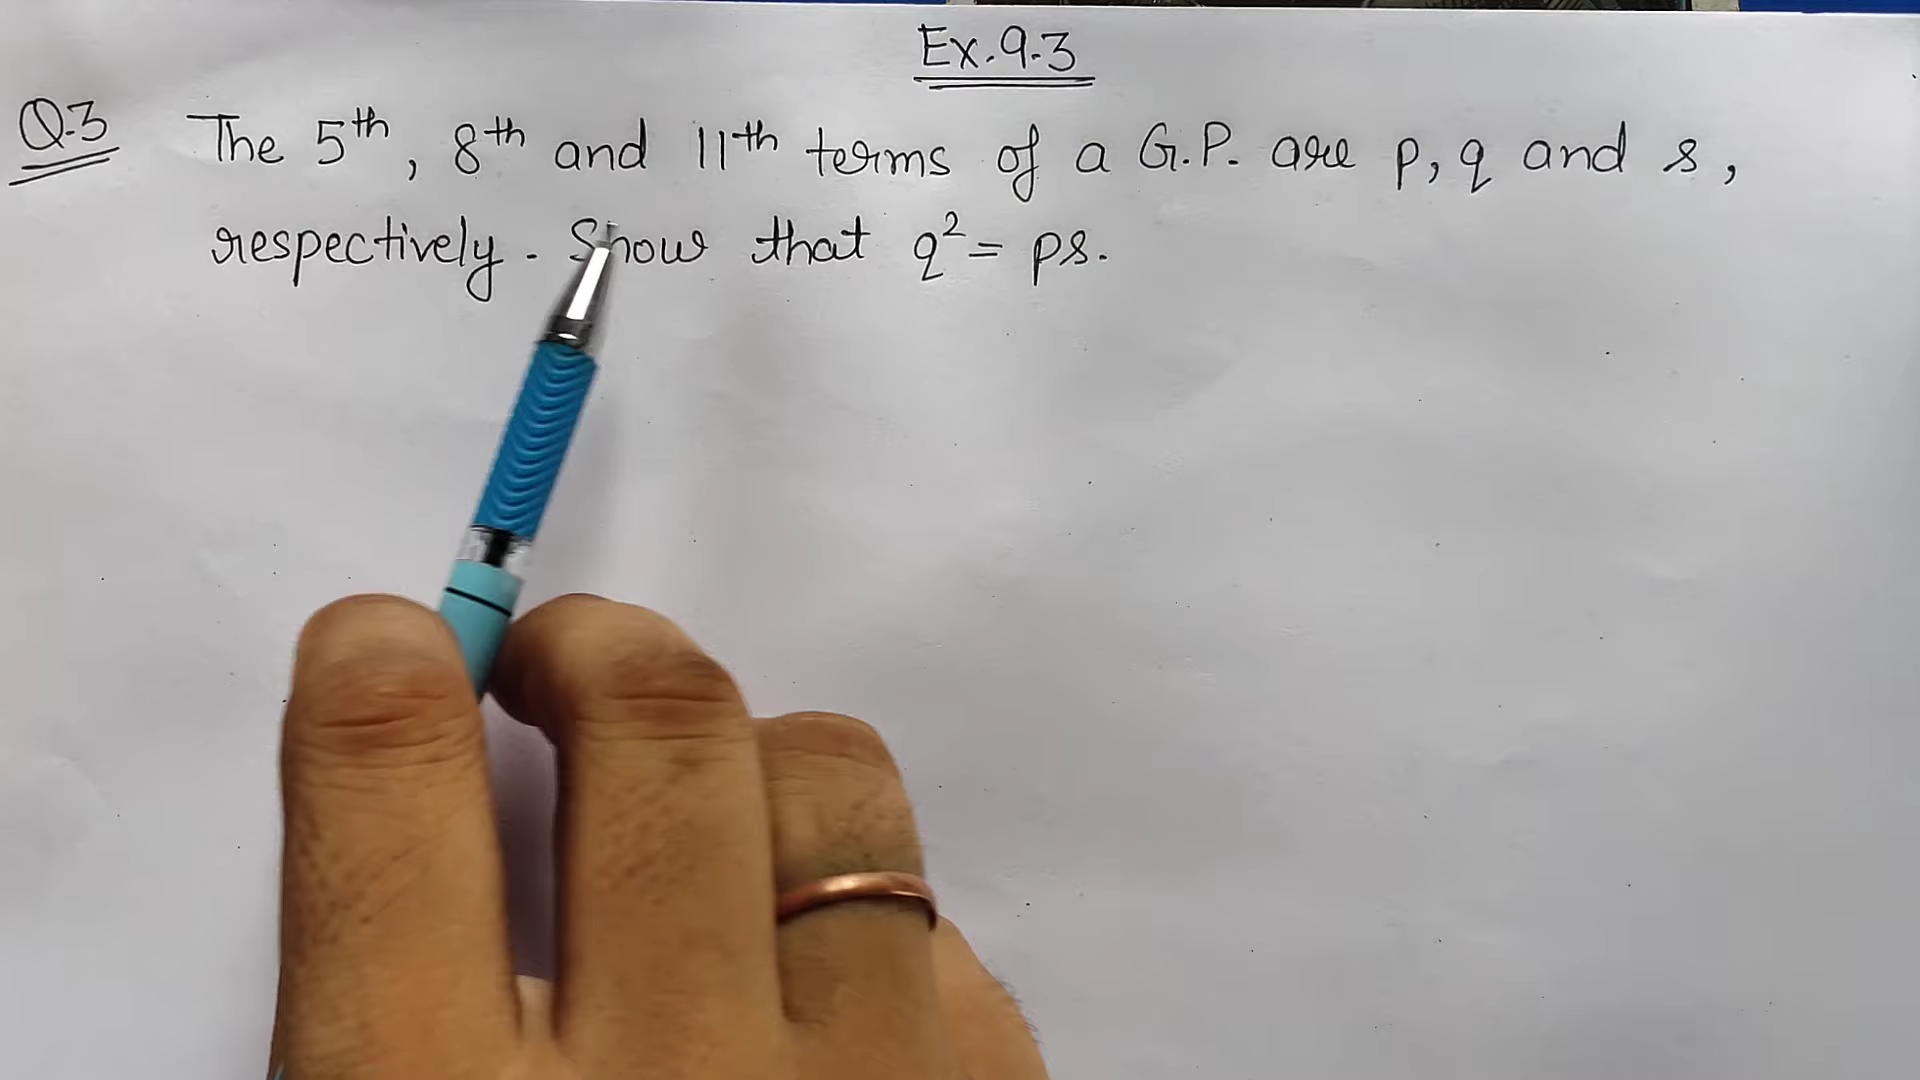 Ex. 9.3
Q.3 The 5th, 8th and 11th terms of a G.P. are p, q and s,
respectively. Show that q² = ps.